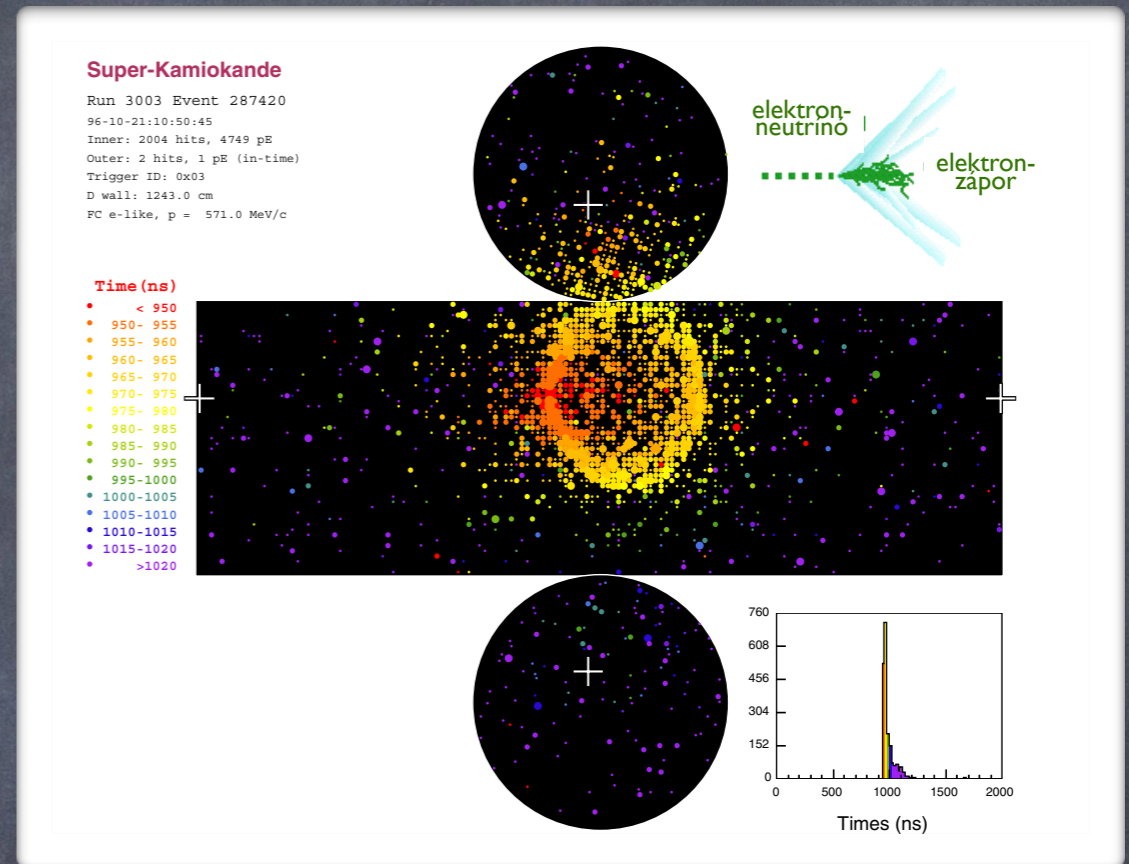 Super-Kamiokande
Run 3003 Event 287420
96-10-21:10:50:45
Inner: 2004 hits, 4749 pE
Outer: 2 hits, 1 pE (in-time)
Trigger ID: 0x03
D wall: 1243.0 cm
FC e-like, p = 571.0 MeV/c
elektron-
neutrínó
elektron-
zápor
Time(ns)
< 950
950- 955
955- 960
960- 965
965- 970
970- 975
975- 980
980- 985
985- 990
990- 995
995-1000
1000-1005
1005-1010
1010-1015
1015-1020
>1020
760
608
456
304
152
0
0 500 1000 1500 2000
Times (ns)